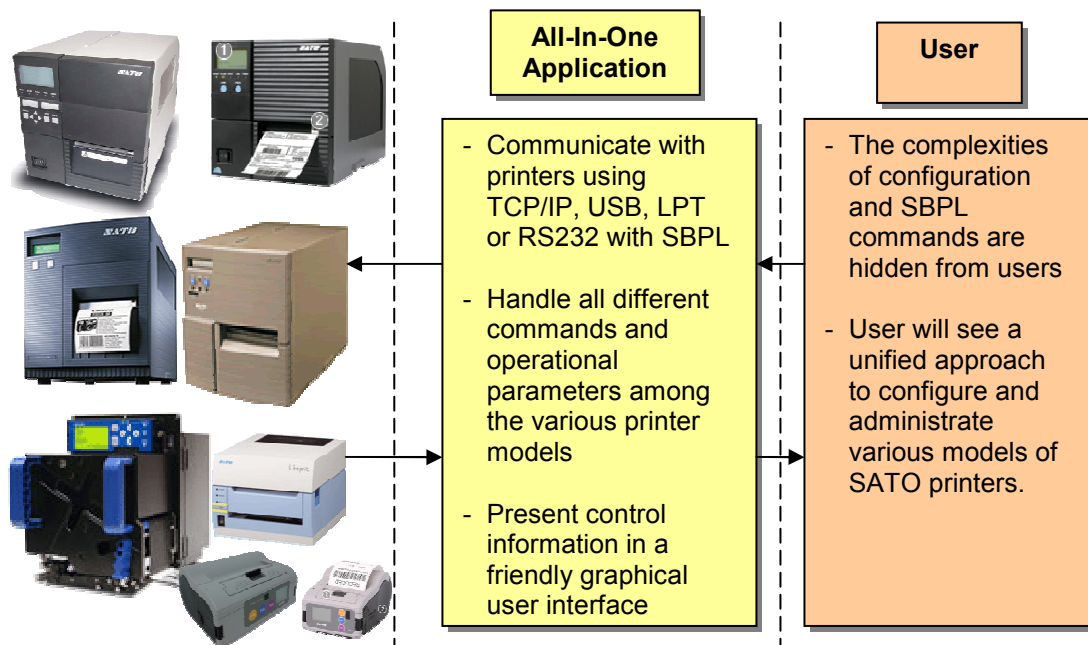 All-In-One
Application
User
SATO
1
SATO
2
SATO
- Communicate with
printers using
TCP/IP, USB, LPT
or RS232 with SBPL
- Handle all different
commands and
operational
parameters among
the various printer
models
- Present control
information in a
friendly graphical
user interface
- The complexities
of configuration
and SBPL
commands are
hidden from users
- User will see a
unified approach
to configure and
administrate
various models of
SATO printers.